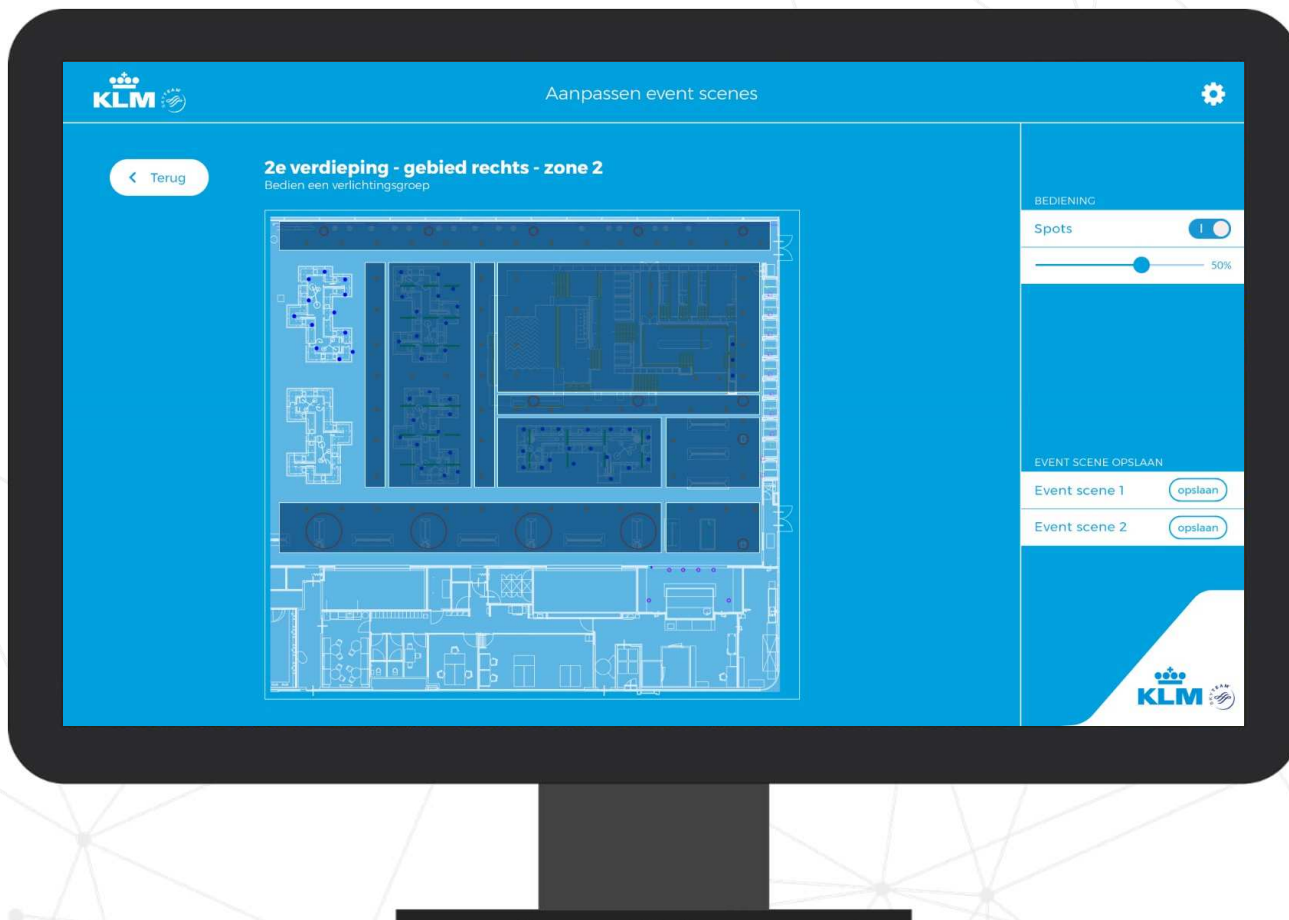 KLM
Aanpassen event scenes
Terug
2e verdieping - gebied rechts - zone 2
Bedien een verlichtingsgroep
BEDIENING
Spots
50%
EVENT SCENE OPSLAAN
Event scene 1 opslaan
Event scene 2 opslaan
KLM